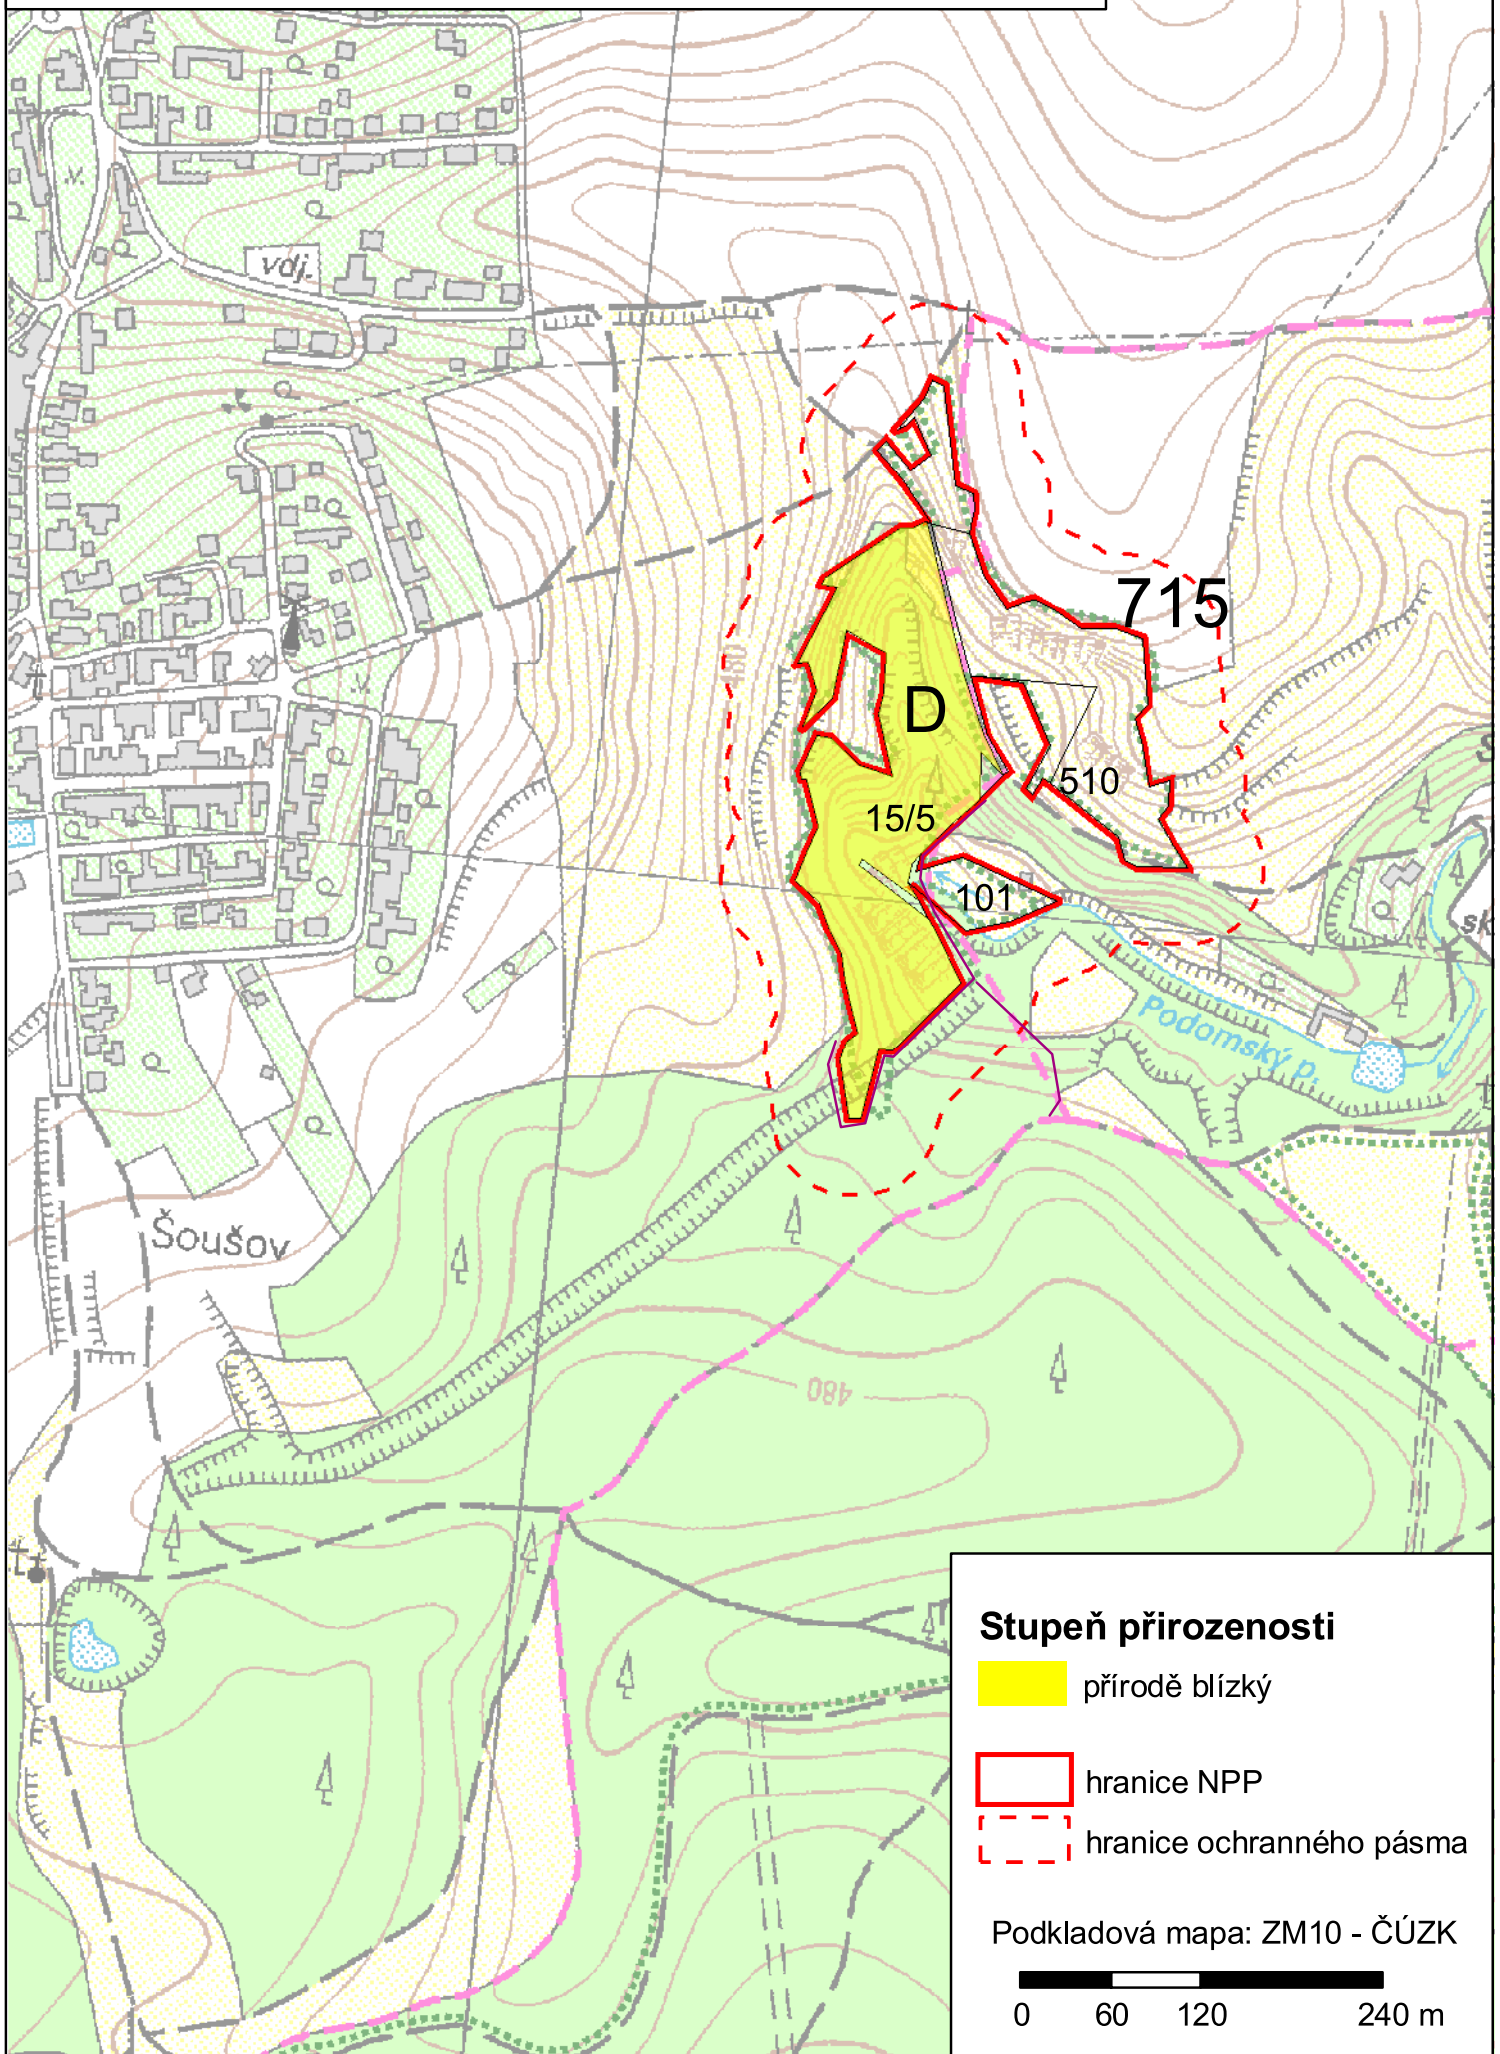 vdj.
480
715
D
510
15/5
101
Podomský p.
Šoušov
480
Stupeň přirozenosti
přírodě blízký
hranice NPP
hranice ochranného pásma
Podkladová mapa: ZM10 - ČÚZK
0 60 120 240 m